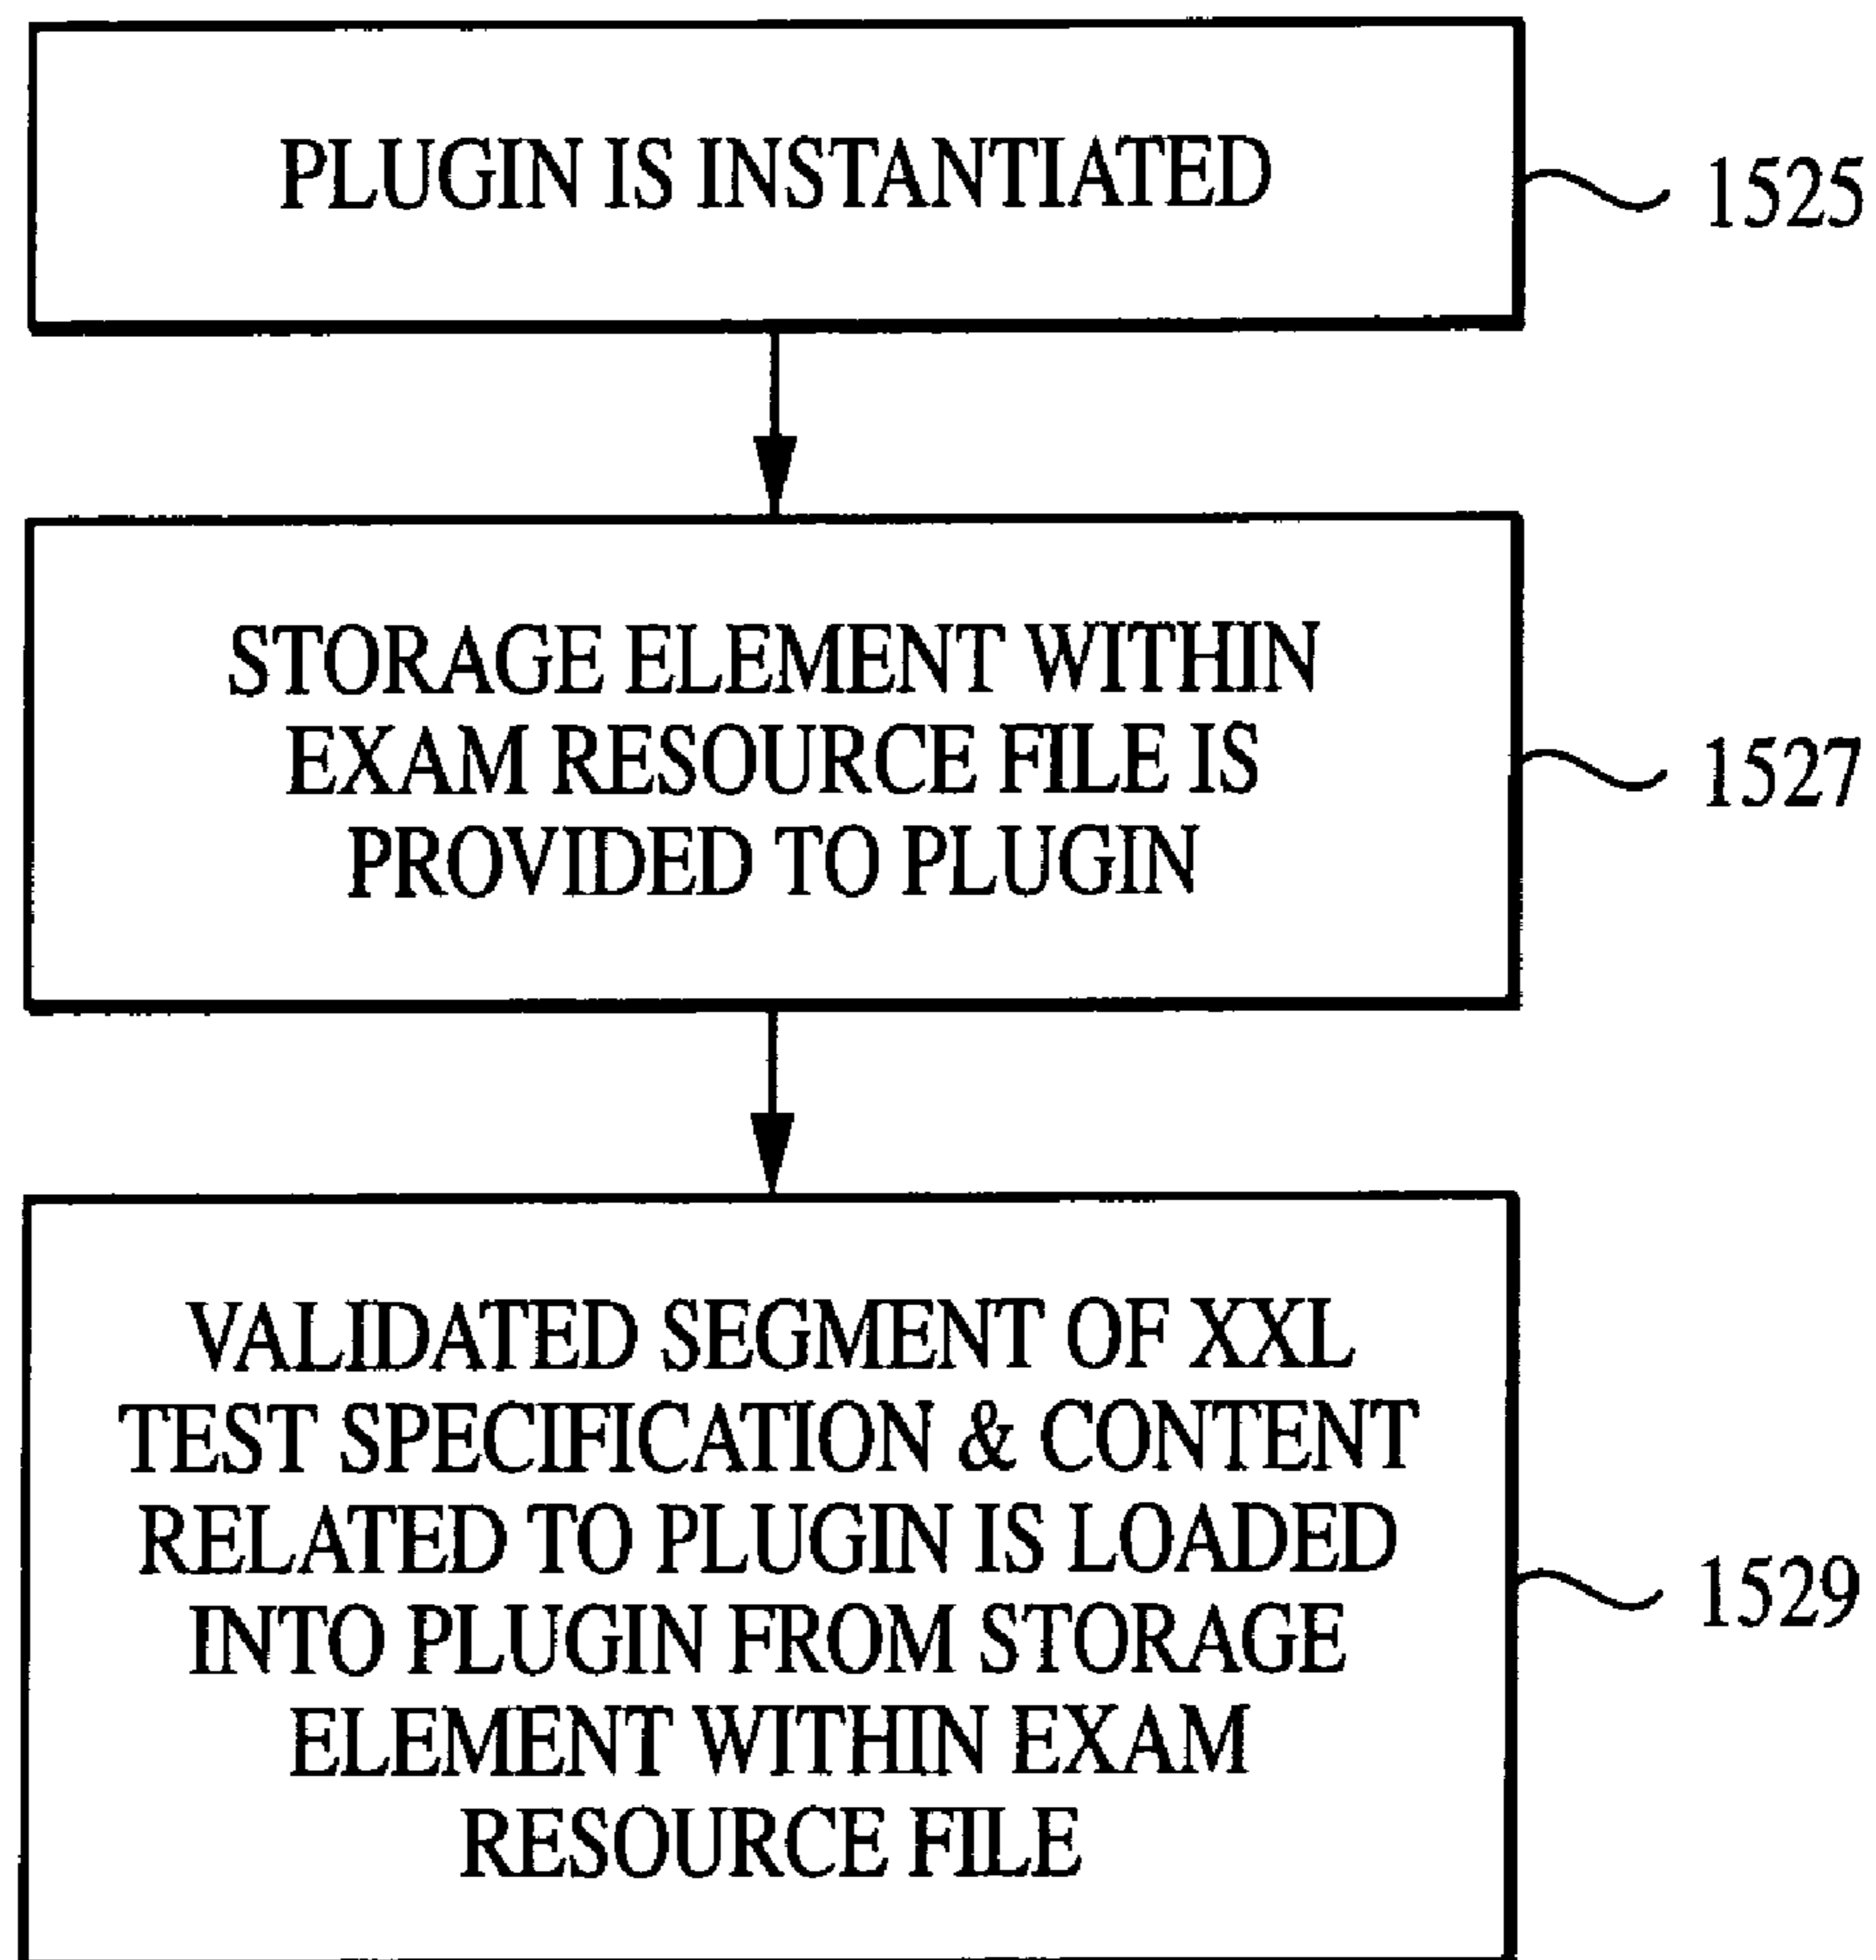 PLUGIN IS INSTANTIATED
1525
STORAGE ELEMENT WITHIN
EXAM RESOURCE FILE IS
PROVIDED TO PLUGIN
1527
VALIDATED SEGMENT OF XXL
TEST SPECIFICATION & CONTENT
RELATED TO PLUGIN IS LOADED
INTO PLUGIN FROM STORAGE
ELEMENT WITHIN EXAM
RESOURCE FILE
1529